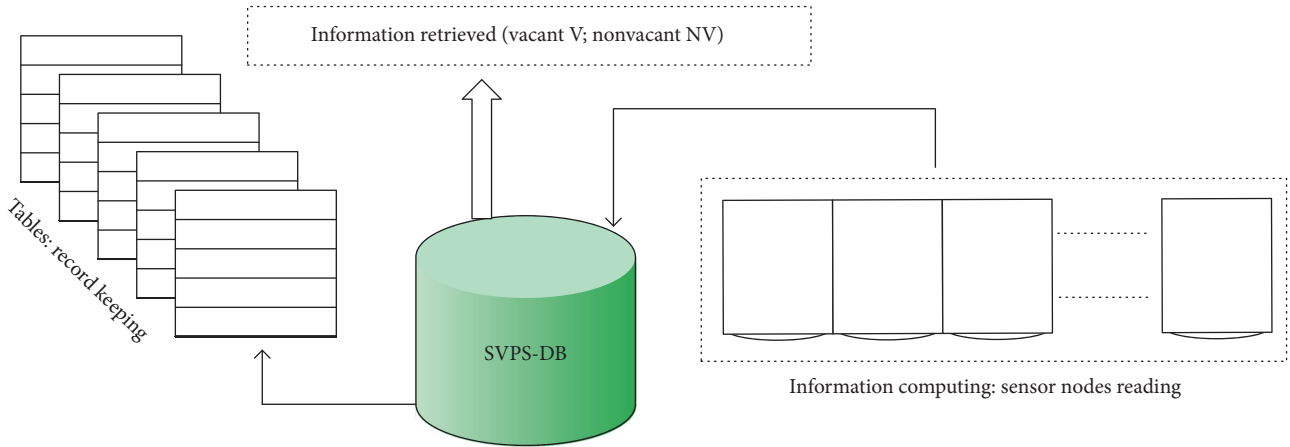 Information retrieved (vacant V; nonvacant NV)
Tables: record keeping
SVPS-DB
Information computing: sensor nodes reading